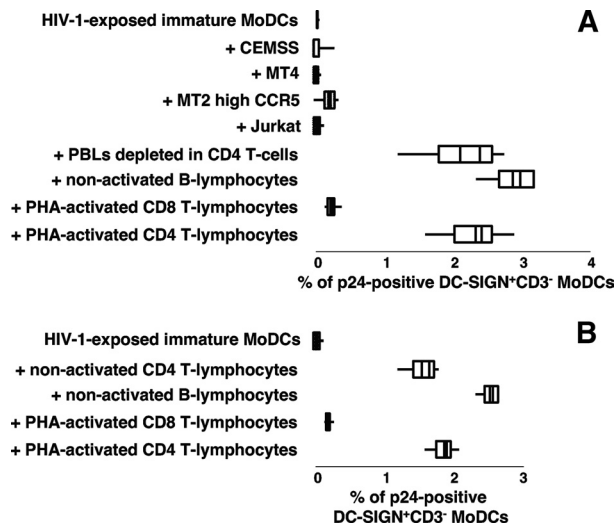 A
HIV-1-exposed immature MoDCs
+ CEMSS
+ MT4
+ MT2 high CCR5
+ Jurkat
+ PBLs depleted in CD4 T-cells
+ non-activated B-lymphocytes
+ PHA-activated CD8 T-lymphocytes
+ PHA-activated CD4 T-lymphocytes
0 1 2 3 4
% of p24-positive DC-SIGN⁺CD3⁻ MoDCs
B
HIV-1-exposed immature MoDCs
+ non-activated CD4 T-lymphocytes
+ non-activated B-lymphocytes
+ PHA-activated CD8 T-lymphocytes
+ PHA-activated CD4 T-lymphocytes
0 1 2 3
% of p24-positive
DC-SIGN⁺CD3⁻ MoDCs